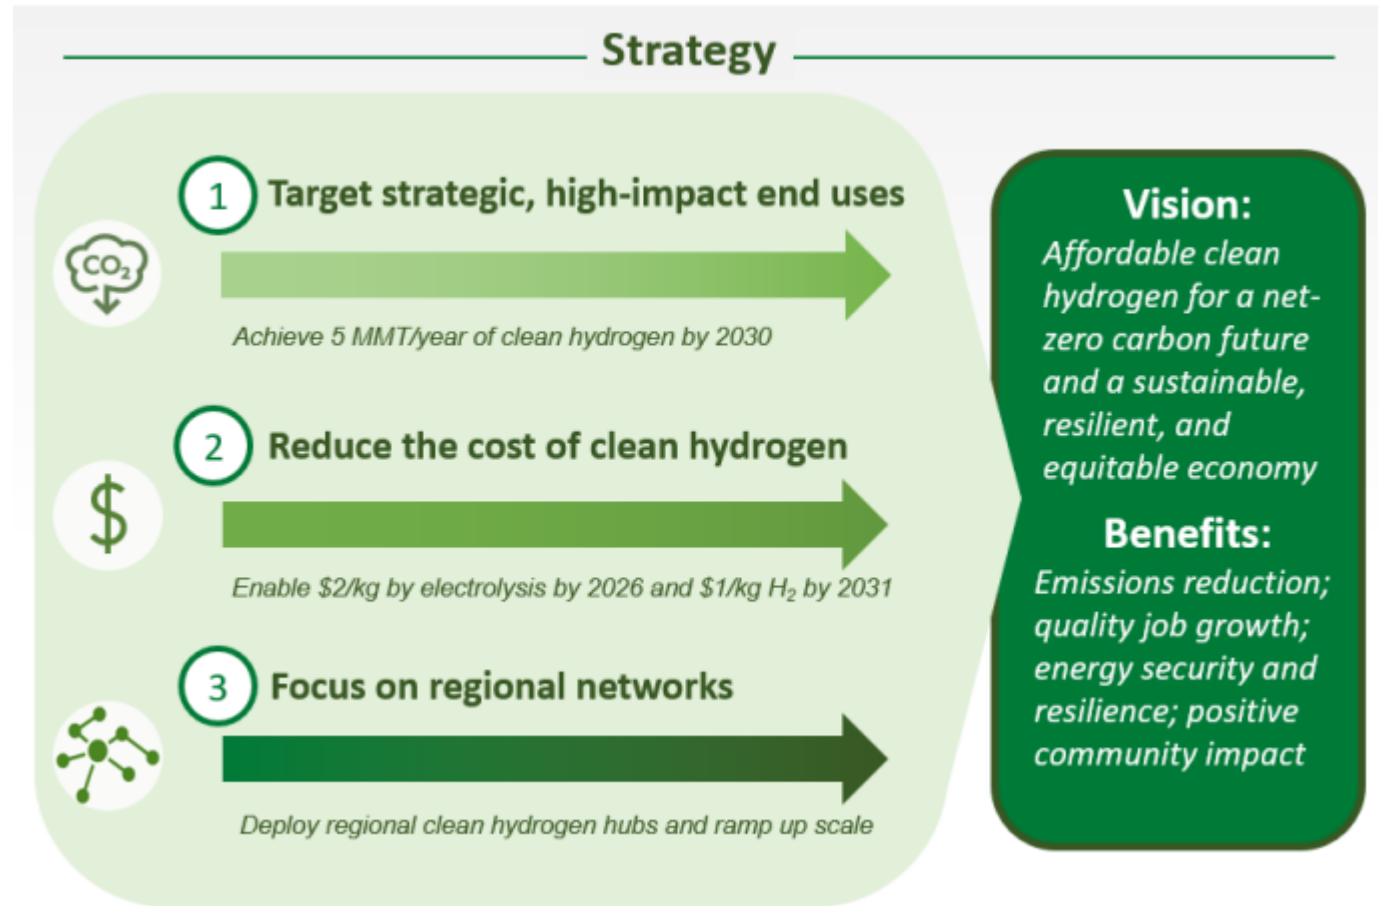 Strategy
1 Target strategic, high-impact end uses
CO₂
Achieve 5 MMT/year of clean hydrogen by 2030
2 Reduce the cost of clean hydrogen
$
Enable $2/kg by electrolysis by 2026 and $1/kg H₂ by 2031
3 Focus on regional networks
Deploy regional clean hydrogen hubs and ramp up scale
Vision:
Affordable clean
hydrogen for a net-
zero carbon future
and a sustainable,
resilient, and
equitable economy
Benefits:
Emissions reduction;
quality job growth;
energy security and
resilience; positive
community impact